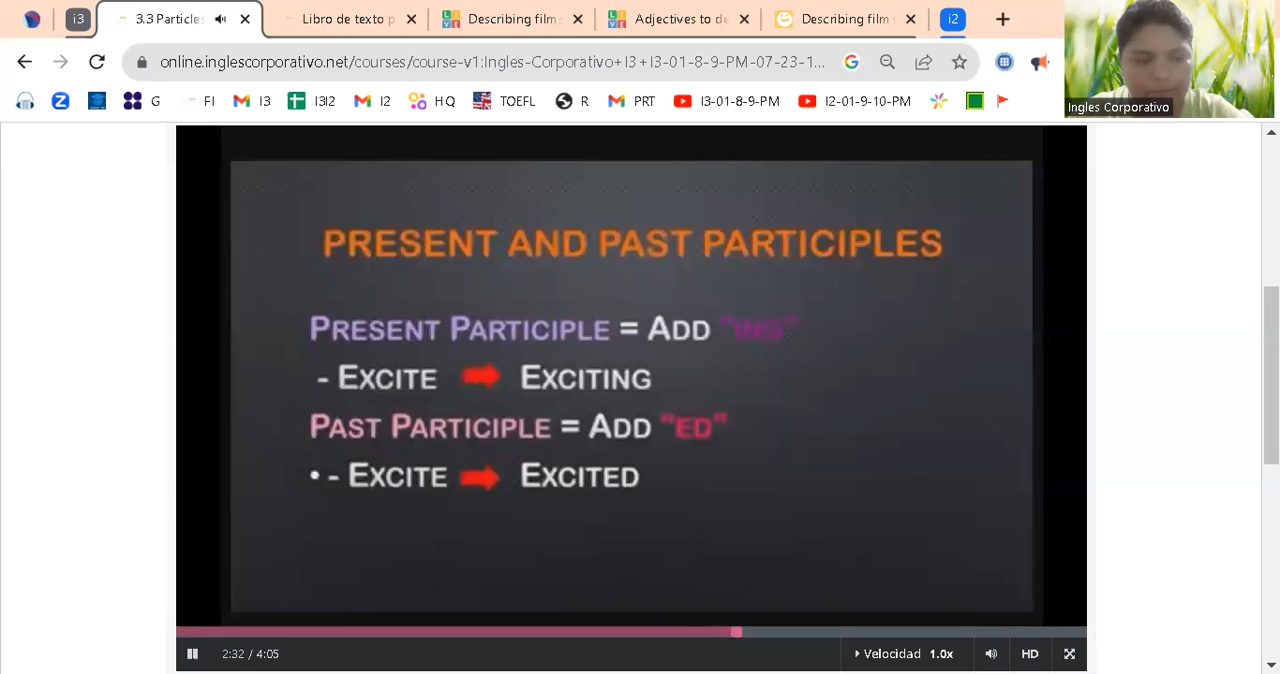 i3
3.3 Particles
Libro de texto p
Describing film
Adjectives to de
Describing film
i2
online.inglescorporativo.net/courses/course-v1:Ingles-Corporativo+I3+I3-01-8-9-PM-07-23-1...
G
FI
I3
I3I2
I2
HQ
TOEFL
R
PRT
I3-01-8-9-PM
I2-01-9-10-PM
Ingles Corporativo
PRESENT AND PAST PARTICIPLES
PRESENT PARTICIPLE = ADD "ING"
- EXCITE EXCITING
PAST PARTICIPLE = ADD "ED"
• - EXCITE EXCITED
2:32 / 4:05
Velocidad 1.0x
HD